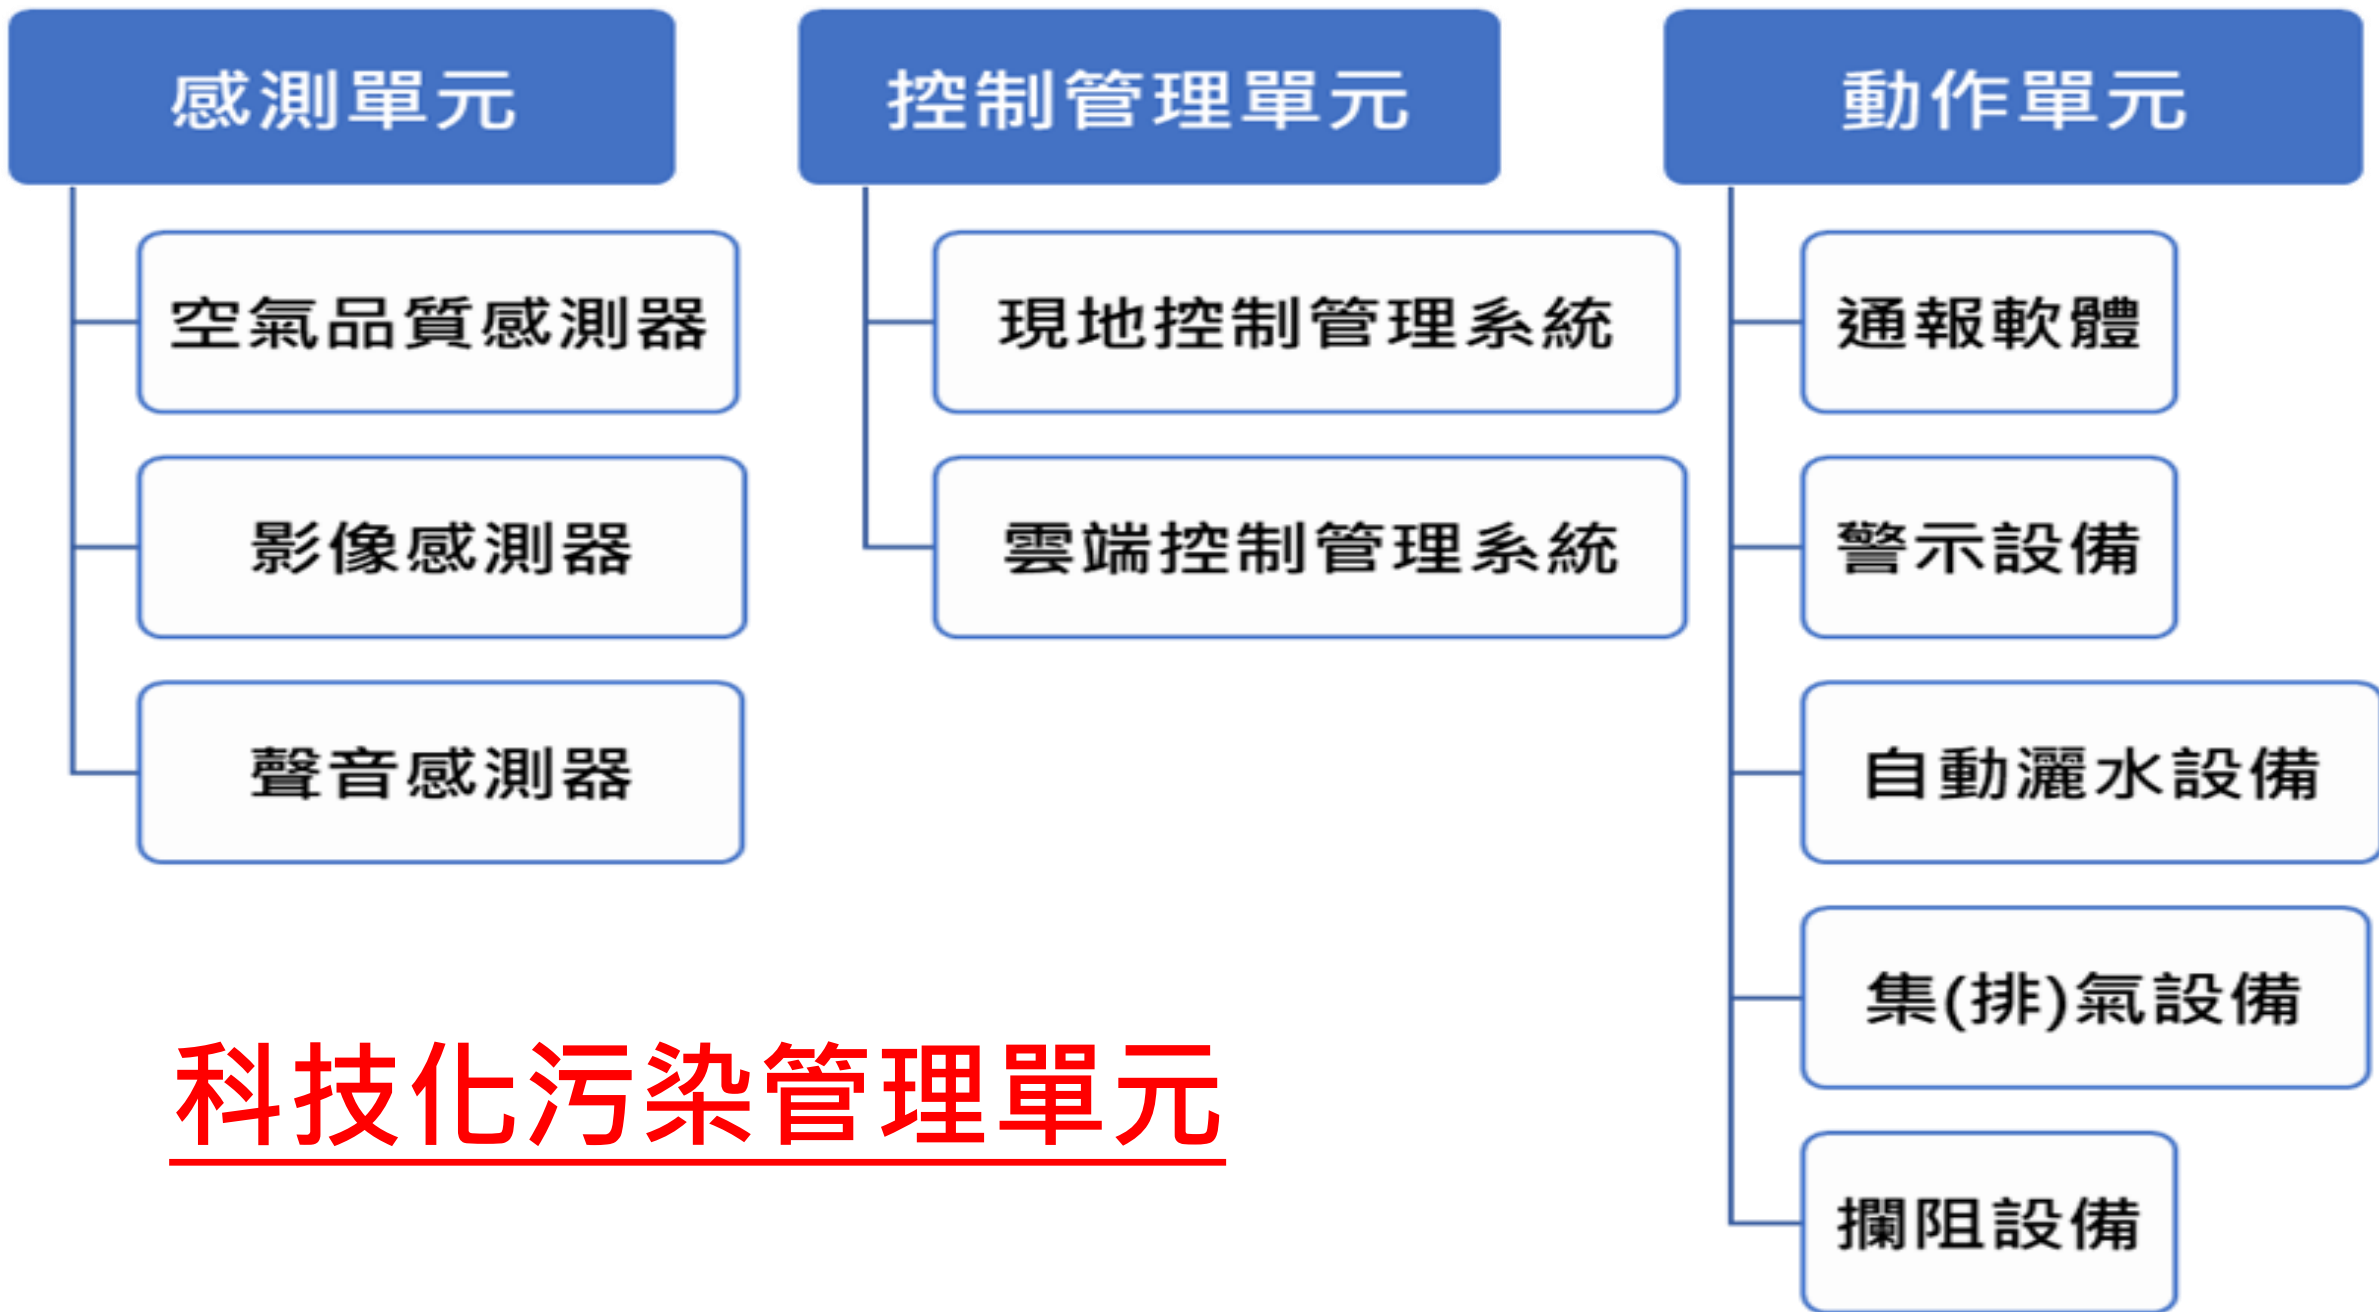 感測單元
空氣品質感測器
影像感測器
聲音感測器
控制管理單元
現地控制管理系統
雲端控制管理系統
動作單元
通報軟體
警示設備
自動灑水設備
集(排)氣設備
攔阻設備
科技化污染管理單元